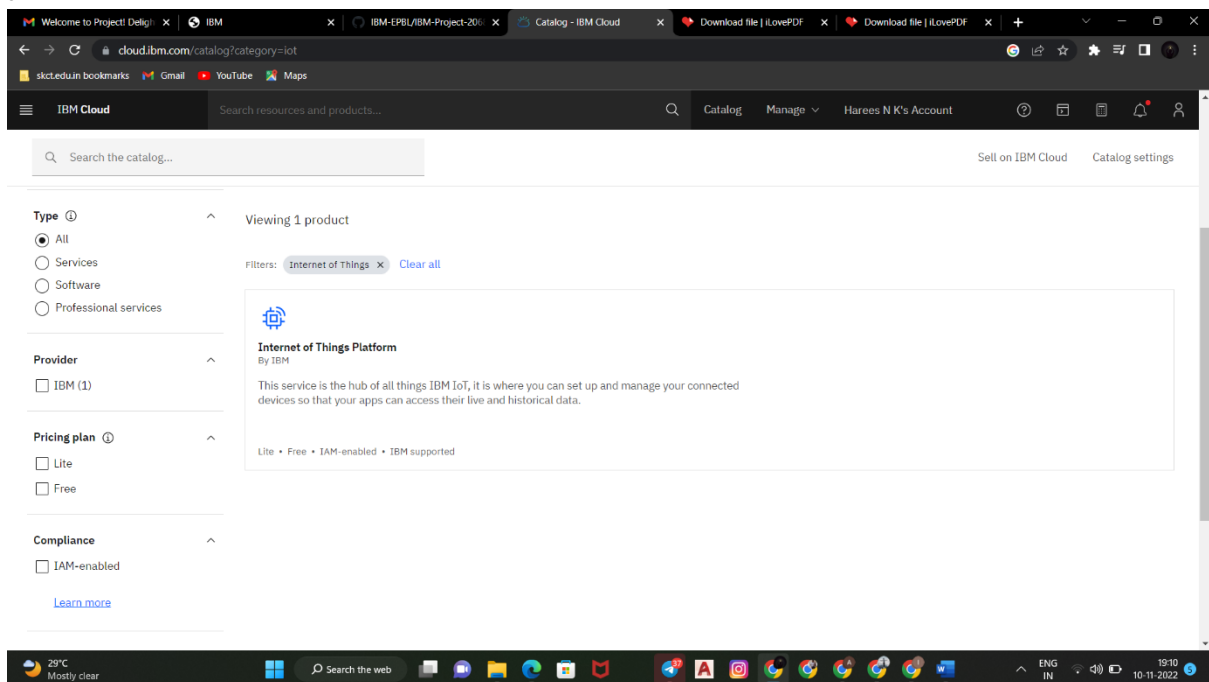 Welcome to Project! Deligh
IBM
IBM-EPBL/IBM-Project-206
Catalog - IBM Cloud
Download file | iLovePDF
Download file | iLovePDF
cloud.ibm.com/catalog?category=iot
skct.edu.in bookmarks Gmail YouTube Maps
IBM Cloud
Search resources and products...
Catalog Manage Harees N K's Account
Search the catalog...
Sell on IBM Cloud Catalog settings
Type
All
Services
Software
Professional services
Provider
IBM (1)
Pricing plan
Lite
Free
Compliance
IAM-enabled
Learn more
Viewing 1 product
Filters: Internet of Things Clear all
Internet of Things Platform
By IBM
This service is the hub of all things IBM IoT, it is where you can set up and manage your connected
devices so that your apps can access their live and historical data.
Lite • Free • IAM-enabled • IBM supported
29°C
Mostly clear
Search the web
37
ENG
IN
19:10
10-11-2022
5